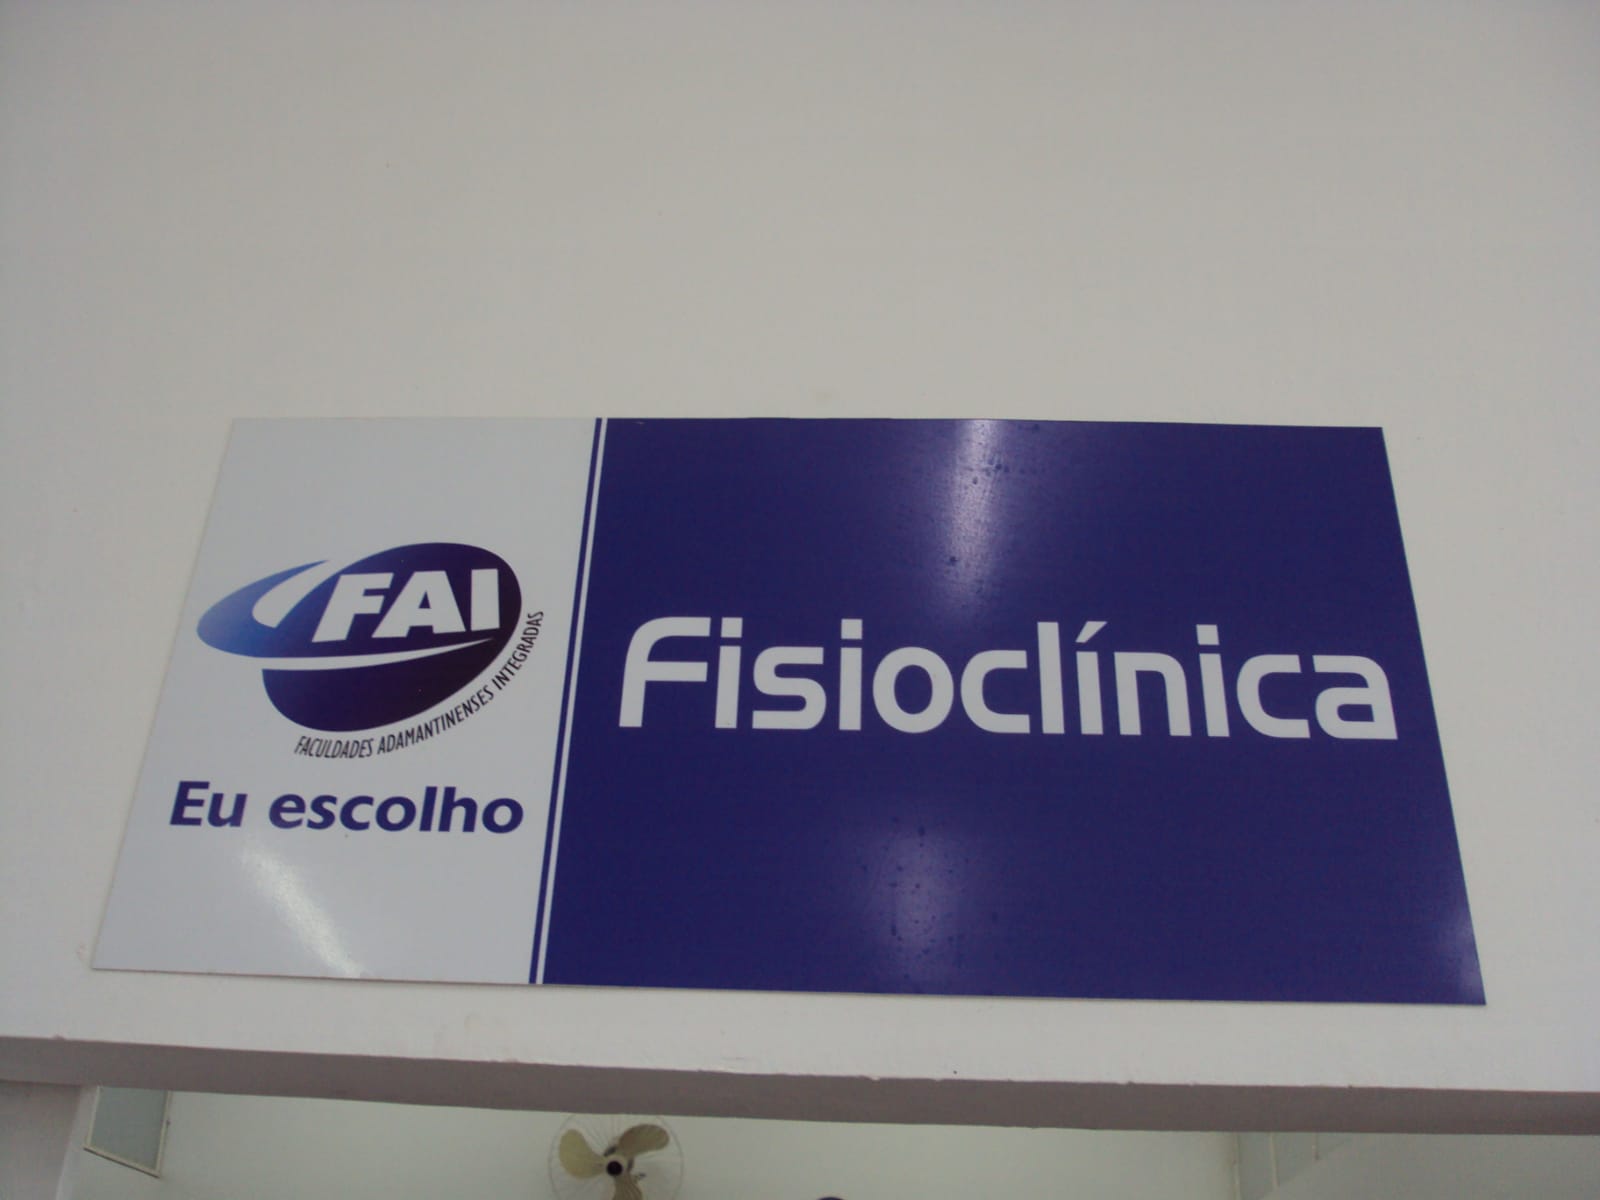 FAI
FACULDADES ADAMANTINENSES INTEGRADAS
Eu escolho
Fisioclínica